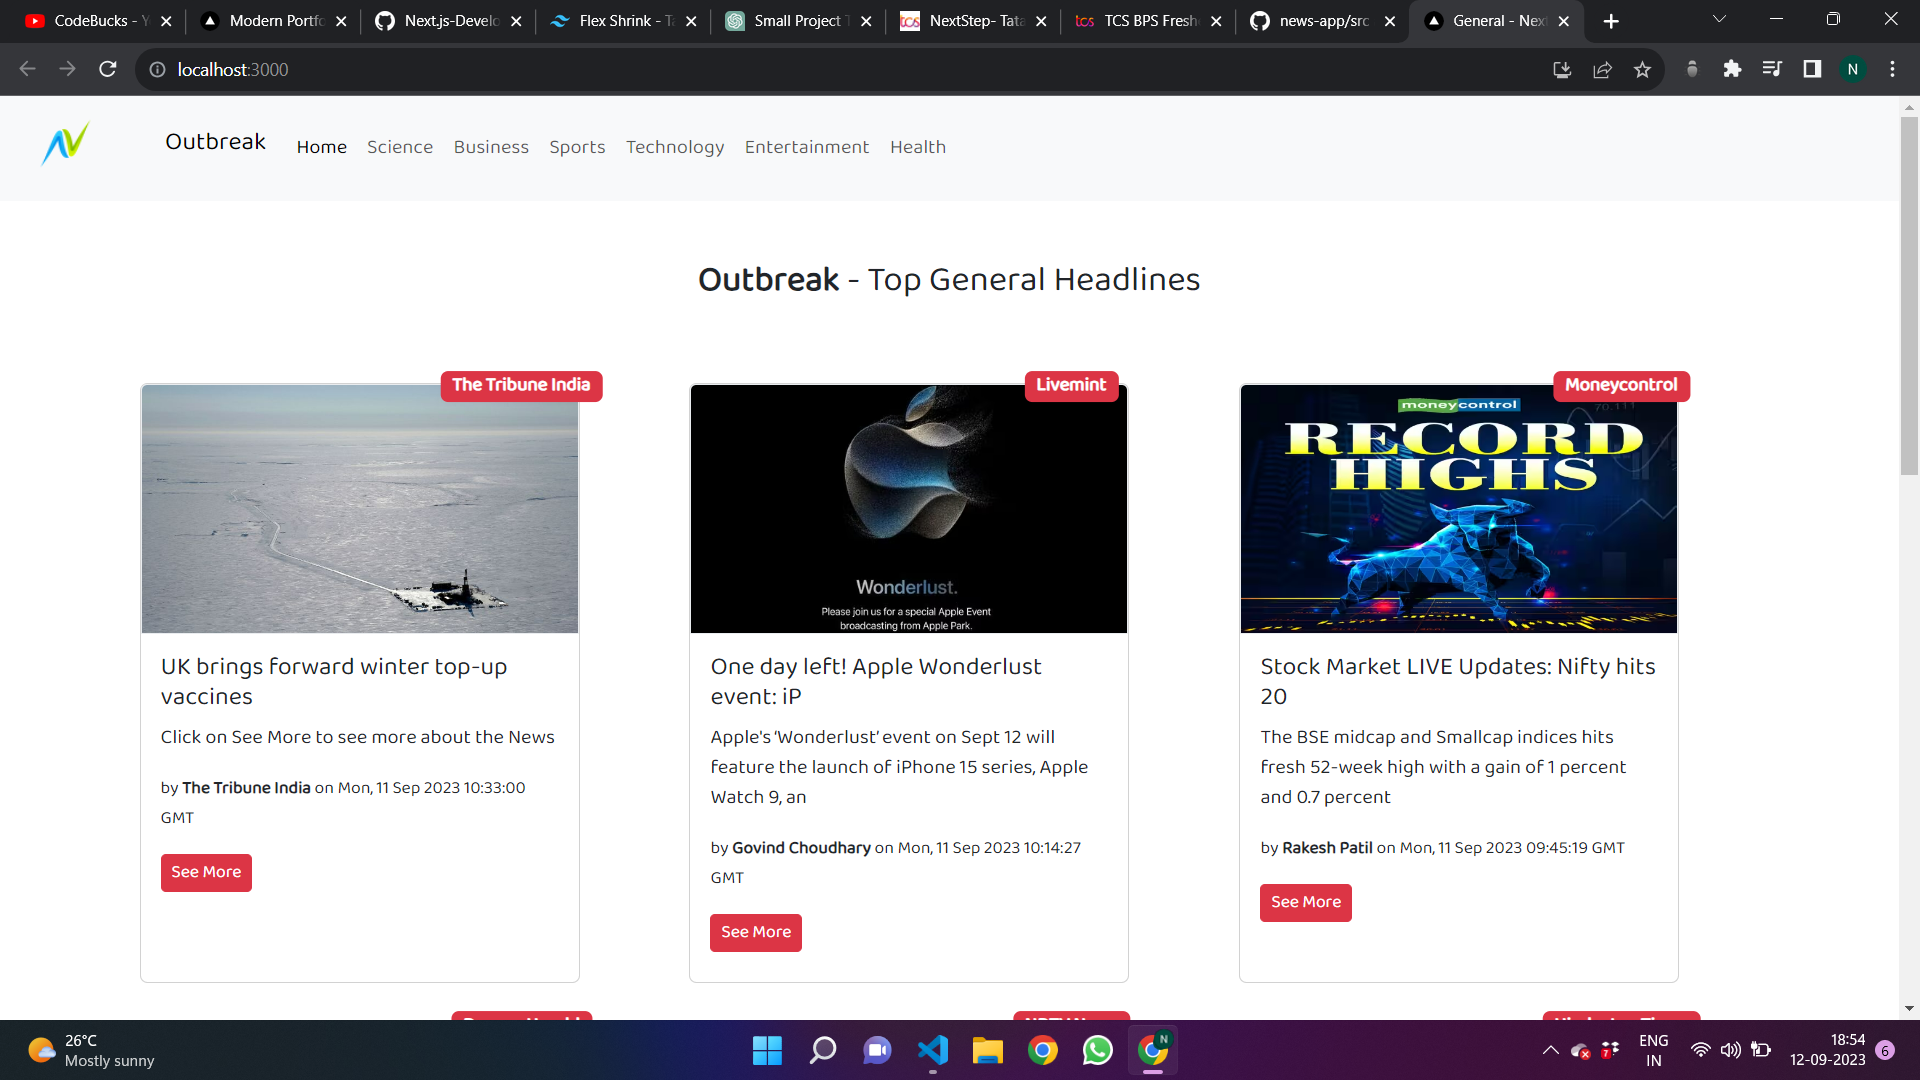 CodeBucks - Y
Modern Portfo
Next.js-Develo
Flex Shrink - Ta
Small Project T
NextStep- Tata
TCS BPS Freshe
news-app/src
General - Nex
localhost:3000
N
Outbreak
Home
Science
Business
Sports
Technology
Entertainment
Health
Outbreak - Top General Headlines
The Tribune India
UK brings forward winter top-up
vaccines
Click on See More to see more about the News
by The Tribune India on Mon, 11 Sep 2023 10:33:00
GMT
See More
Livemint
Wonderlust.
Please join us for a special Apple Event
broadcasting from Apple Park.
One day left! Apple Wonderlust
event: iP
Apple's ‘Wonderlust’ event on Sept 12 will
feature the launch of iPhone 15 series, Apple
Watch 9, an
by Govind Choudhary on Mon, 11 Sep 2023 10:14:27
GMT
See More
Moneycontrol
moneycontrol
70.111
RECORD
HIGHS
Stock Market LIVE Updates: Nifty hits
20
The BSE midcap and Smallcap indices hits
fresh 52-week high with a gain of 1 percent
and 0.7 percent
by Rakesh Patil on Mon, 11 Sep 2023 09:45:19 GMT
See More
26°C
Mostly sunny
N
7
ENG
IN
18:54
12-09-2023
6